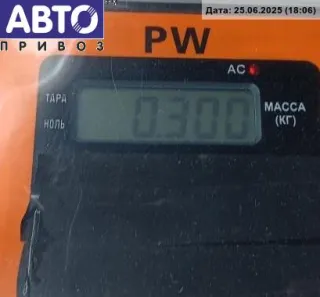 АВТО
ПРИВОЗ
Дата: 25.06.2025 (18:06)
PW
AC
ТАРА
НОЛЬ
0.300
МАССА
(КГ)